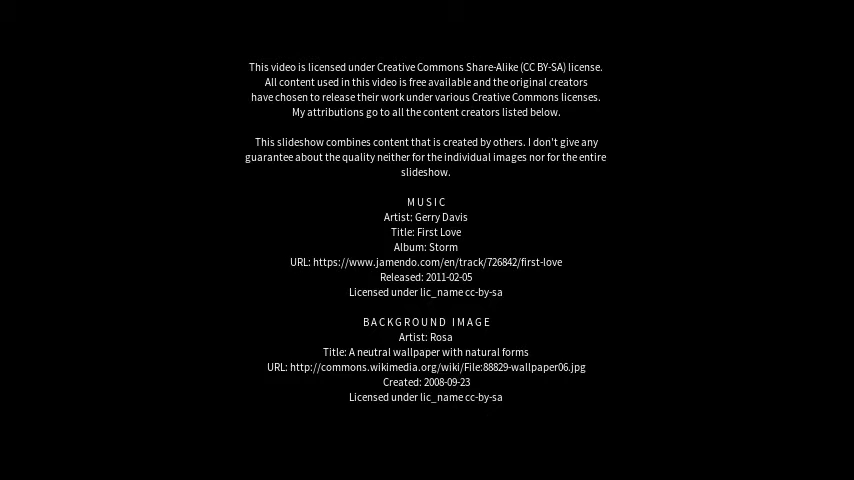 This video is licensed under Creative Commons Share-Alike (CC BY-SA) license.
All content used in this video is free available and the original creators
have chosen to release their work under various Creative Commons licenses.
My attributions go to all the content creators listed below.
This slideshow combines content that is created by others. I don't give any
guarantee about the quality neither for the individual images nor for the entire
slideshow.
MUSIC
Artist: Gerry Davis
Title: First Love
Album: Storm
URL: https://www.jamendo.com/en/track/726842/first-love
Released: 2011-02-05
Licensed under lic_name cc-by-sa
BACKGROUND IMAGE
Artist: Rosa
Title: A neutral wallpaper with natural forms
URL: http://commons.wikimedia.org/wiki/File:88829-wallpaper06.jpg
Created: 2008-09-23
Licensed under lic_name cc-by-sa